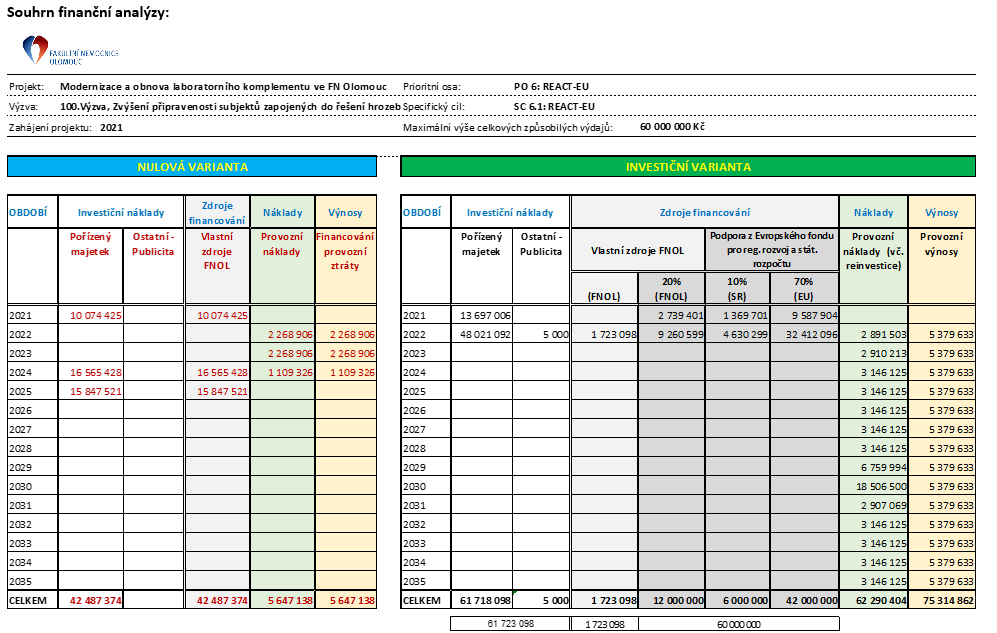 Souhrn finanční analýzy:
FAKULTNÍ NEMOCNICE
OLOMOUC
Projekt: Modernizace a obnova laboratorního komplementu ve FN Olomouc Prioritní osa: PO 6: REACT-EU
Výzva: 100.Výzva, Zvýšení připravenosti subjektů zapojených do řešení hrozeb Specifický cíl: SC 6.1: REACT-EU
Zahájení projektu: 2021 Maximální výše celkových způsobilých výdajů: 60 000 000 Kč
NULOVÁ VARIANTA
OBDOBÍ Investiční náklady Zdroje financování Náklady Výnosy
Pořízený majetek Ostatní - Publicita Vlastní zdroje FNOL Provozní náklady Financování provozní ztráty
2021 10 074 425 10 074 425
2022 2 268 906 2 268 906
2023 2 268 906 2 268 906
2024 16 565 428 16 565 428 1 109 326 1 109 326
2025 15 847 521 15 847 521
2026
2027
2028
2029
2030
2031
2032
2033
2034
2035
CELKEM 42 487 374 42 487 374 5 647 138 5 647 138
INVESTIČNÍ VARIANTA
OBDOBÍ Investiční náklady Zdroje financování Náklady Výnosy
Pořízený majetek Ostatní - Publicita Vlastní zdroje FNOL Podpora z Evropského fondu pro reg. rozvoj a stát. rozpočtu Provozní náklady (vč. reinvestice) Provozní výnosy
(FNOL) 20% (FNOL) 10% (SR) 70% (EU)
2021 13 697 006 2 739 401 1 369 701 9 587 904
2022 48 021 092 5 000 1 723 098 9 260 599 4 630 299 32 412 096 2 891 503 5 379 633
2023 2 910 213 5 379 633
2024 3 146 125 5 379 633
2025 3 146 125 5 379 633
2026 3 146 125 5 379 633
2027 3 146 125 5 379 633
2028 3 146 125 5 379 633
2029 6 759 994 5 379 633
2030 18 506 500 5 379 633
2031 2 907 069 5 379 633
2032 3 146 125 5 379 633
2033 3 146 125 5 379 633
2034 3 146 125 5 379 633
2035 3 146 125 5 379 633
CELKEM 61 718 098 5 000 1 723 098 12 000 000 6 000 000 42 000 000 62 290 404 75 314 862
61 723 098 1 723 098 60 000 000